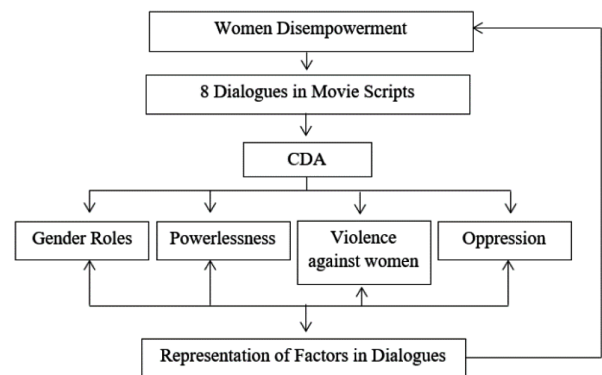 Women Disempowerment
8 Dialogues in Movie Scripts
CDA
Gender Roles
Powerlessness
Violence
against women
Oppression
Representation of Factors in Dialogues